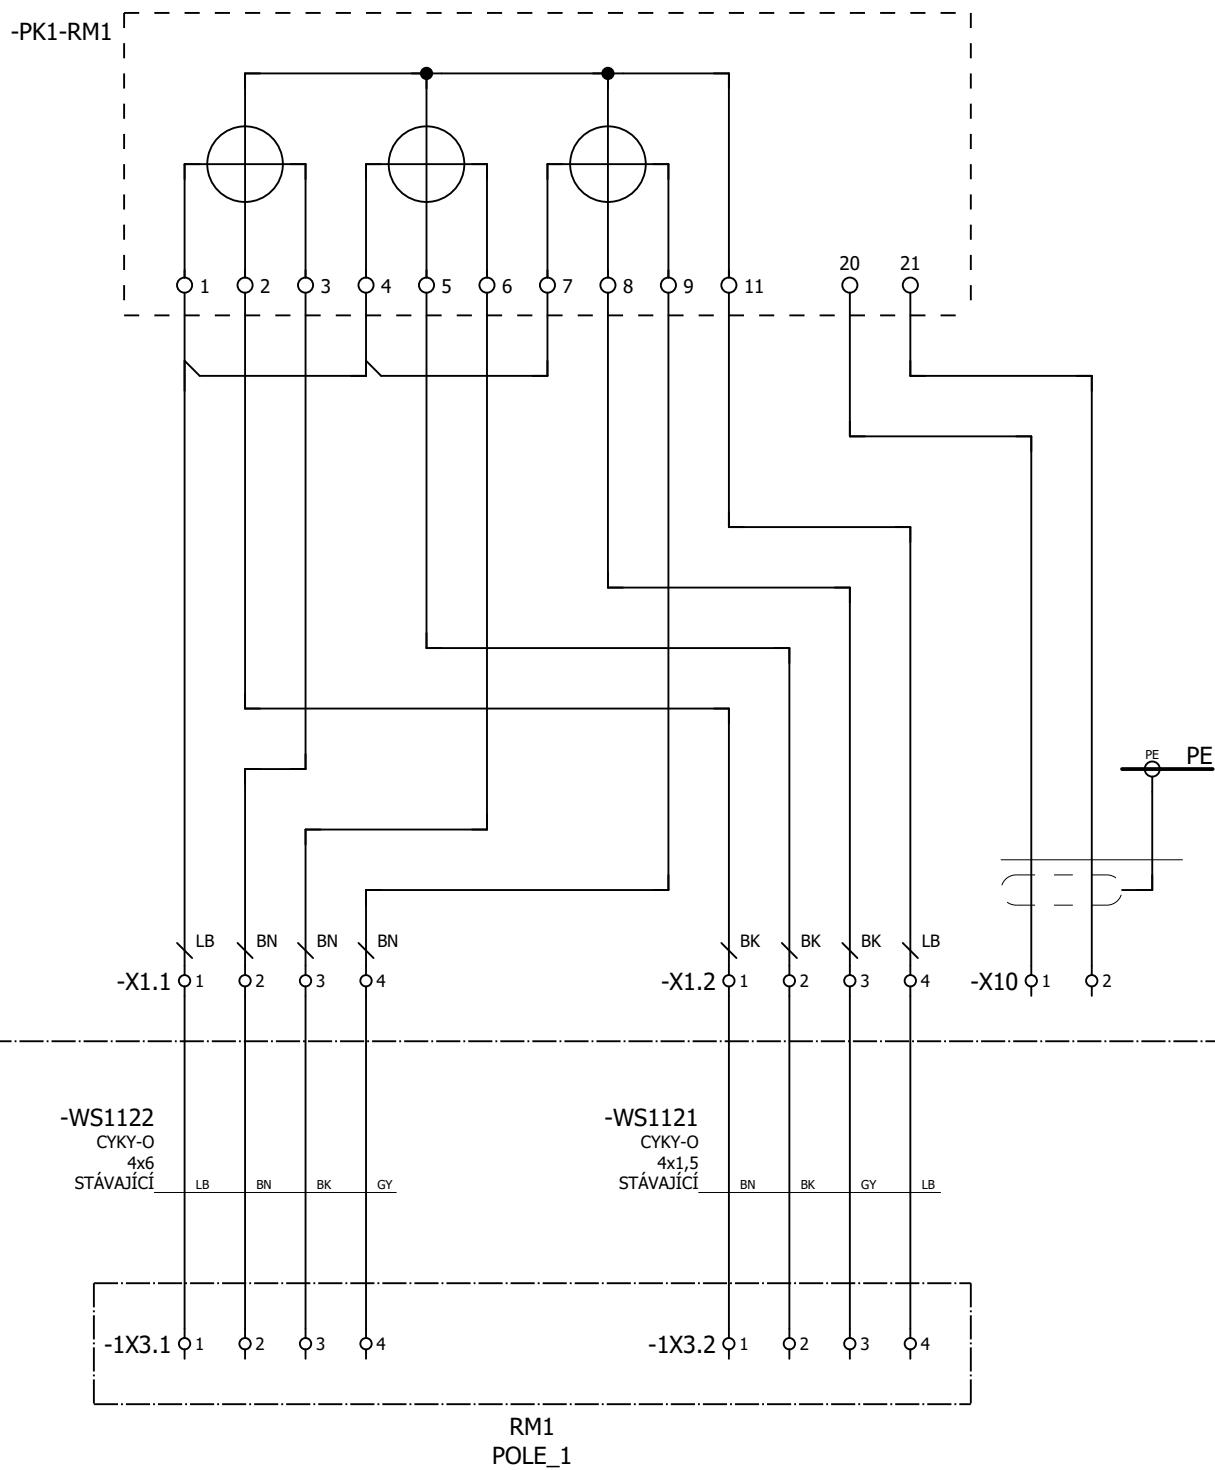 -PK1-RM1
20 21
1 2 3 4 5 6 7 8 9 11
PE PE
LB BN BN BN BK BK BK LB
-X1.1 1 2 3 4 -X1.2 1 2 3 4 -X10 1 2
-WS1122
CYKY-O
4x6
STÁVAJÍCÍ LB BN BK GY
-WS1121
CYKY-O
4x1,5
STÁVAJÍCÍ BN BK GY LB
-1X3.1 1 2 3 4 -1X3.2 1 2 3 4
RM1
POLE_1